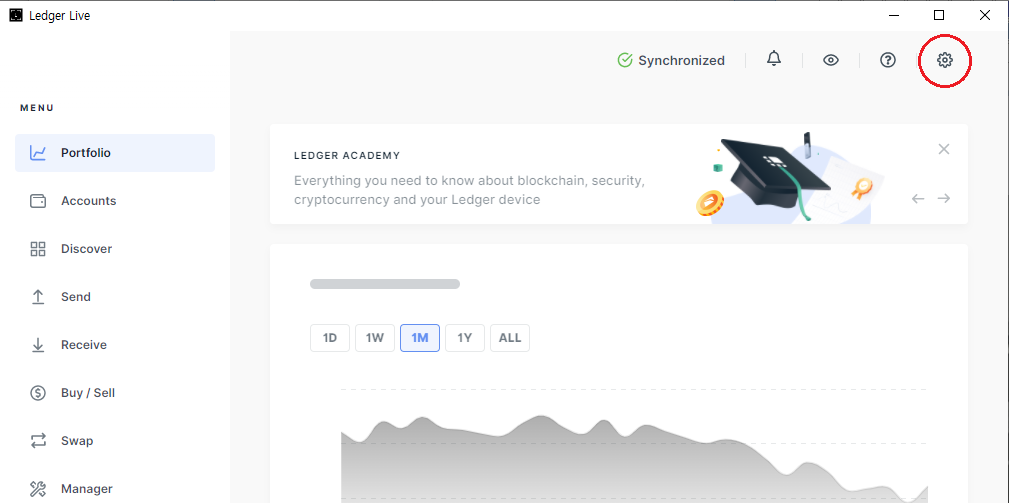 Ledger Live
Synchronized
MENU
Portfolio
Accounts
Discover
Send
Receive
Buy / Sell
Swap
Manager
LEDGER ACADEMY
Everything you need to know about blockchain, security,
cryptocurrency and your Ledger device
1D 1W 1M 1Y ALL